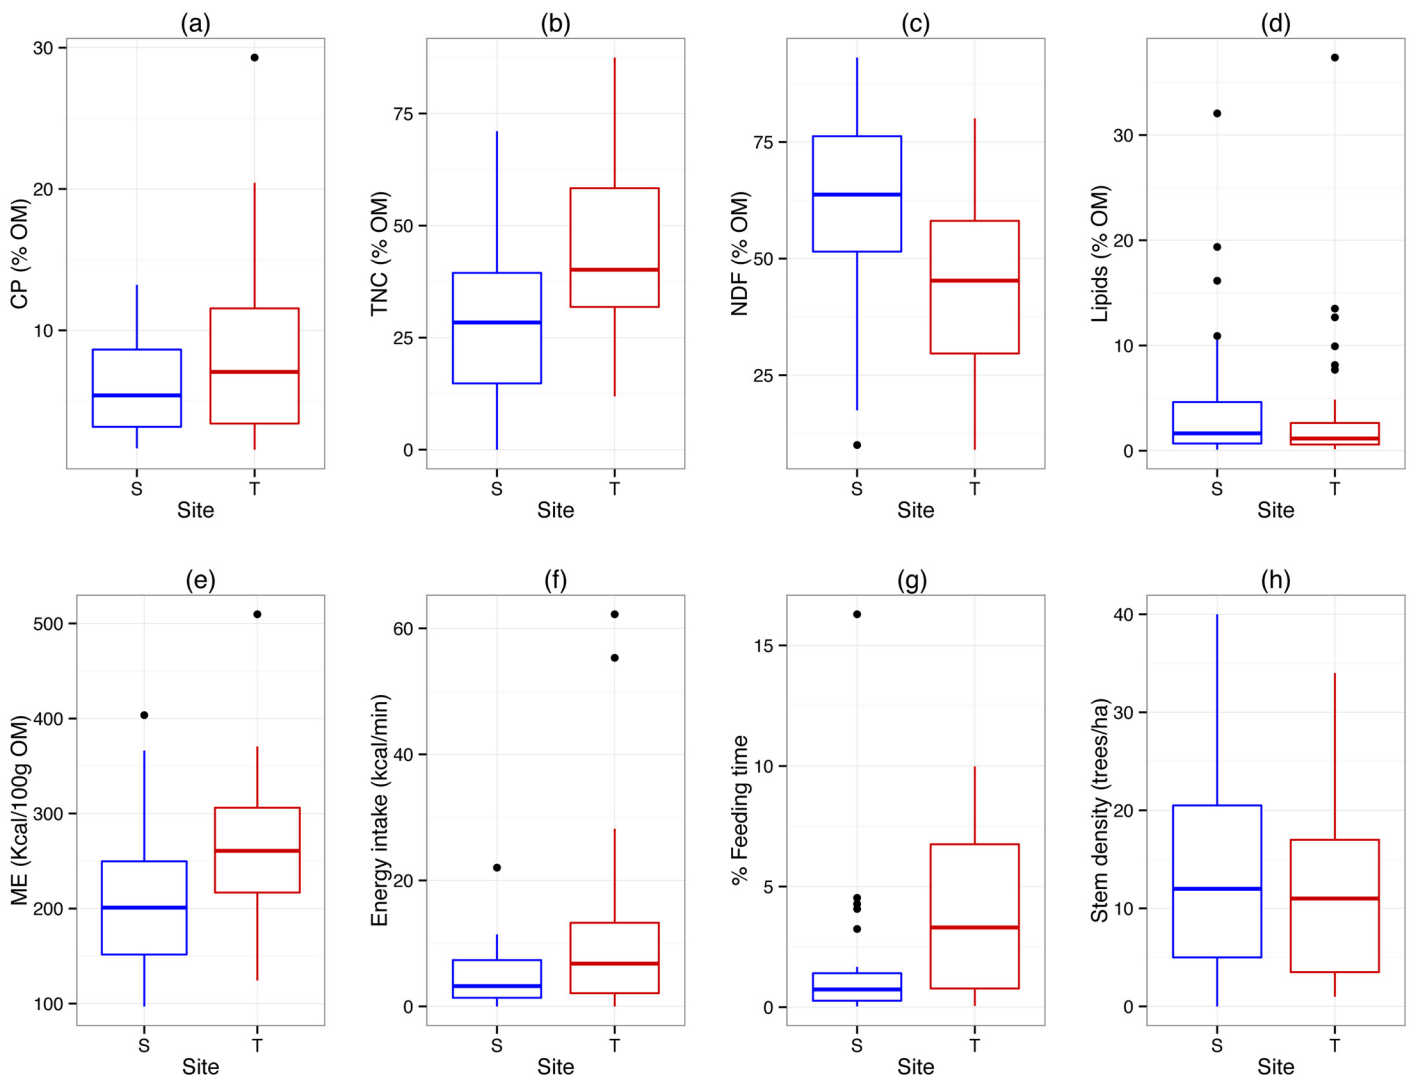 (a)
CP (% OM)
30
20
10
S T
Site
(b)
TNC (% OM)
75
50
25
0
S T
Site
(c)
NDF (% OM)
75
50
25
S T
Site
(d)
Lipids (% OM)
30
20
10
0
S T
Site
(e)
ME (Kcal/100g OM)
500
400
300
200
100
S T
Site
(f)
Energy intake (kcal/min)
60
40
20
0
S T
Site
(g)
% Feeding time
15
10
5
0
S T
Site
(h)
Stem density (trees/ha)
40
30
20
10
0
S T
Site